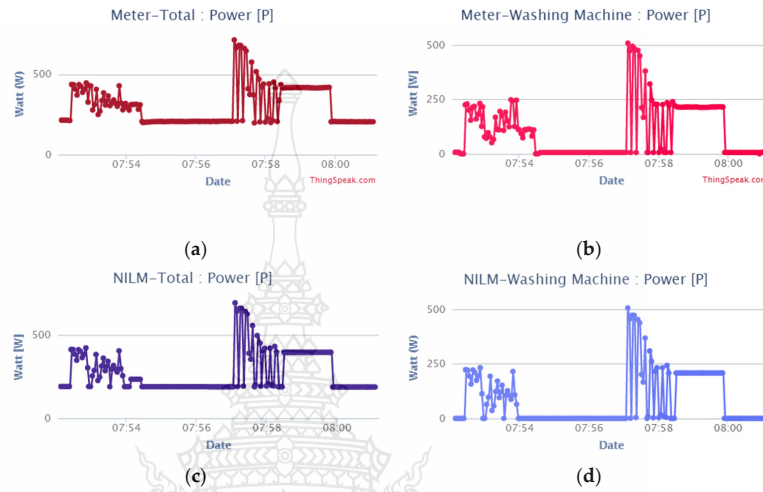 Meter-Total : Power [P]
Watt (W)
500
0
07:54 07:56 07:58 08:00
Date
ThingSpeak.com
(a)
Meter-Washing Machine : Power [P]
Watt [W]
500
250
0
07:54 07:56 07:58 08:00
Date
ThingSpeak.com
(b)
NILM-Total : Power [P]
Watt [W]
500
0
07:54 07:56 07:58 08:00
Date
(c)
NILM-Washing Machine : Power [P]
Watt (W)
500
250
0
07:54 07:56 07:58 08:00
Date
(d)